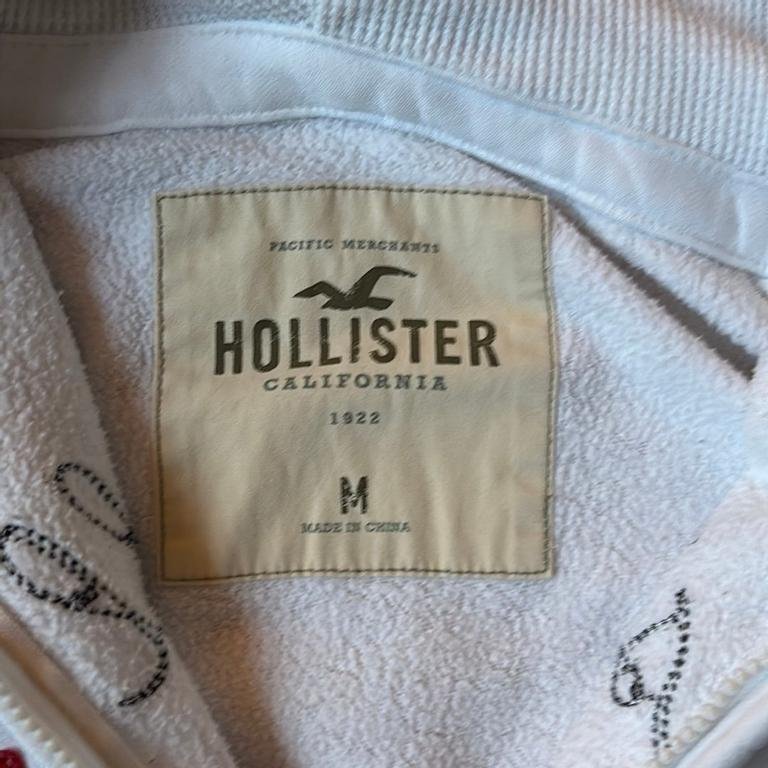 PACIFIC MERCHANTS
HOLLISTER
CALIFORNIA
1922
M
MADE IN CHINA